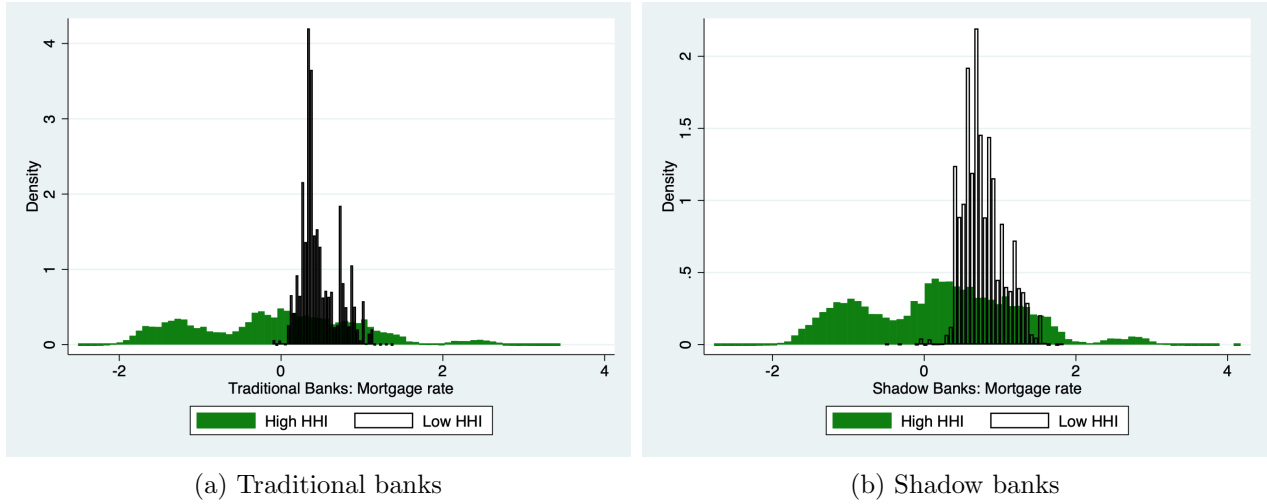 4
3
2
1
0
Density
-2
0
2
4
Traditional Banks: Mortgage rate
High HHI
Low HHI
(a) Traditional banks
2
1.5
1
.5
0
Density
-2
0
2
4
Shadow Banks: Mortgage rate
High HHI
Low HHI
(b) Shadow banks